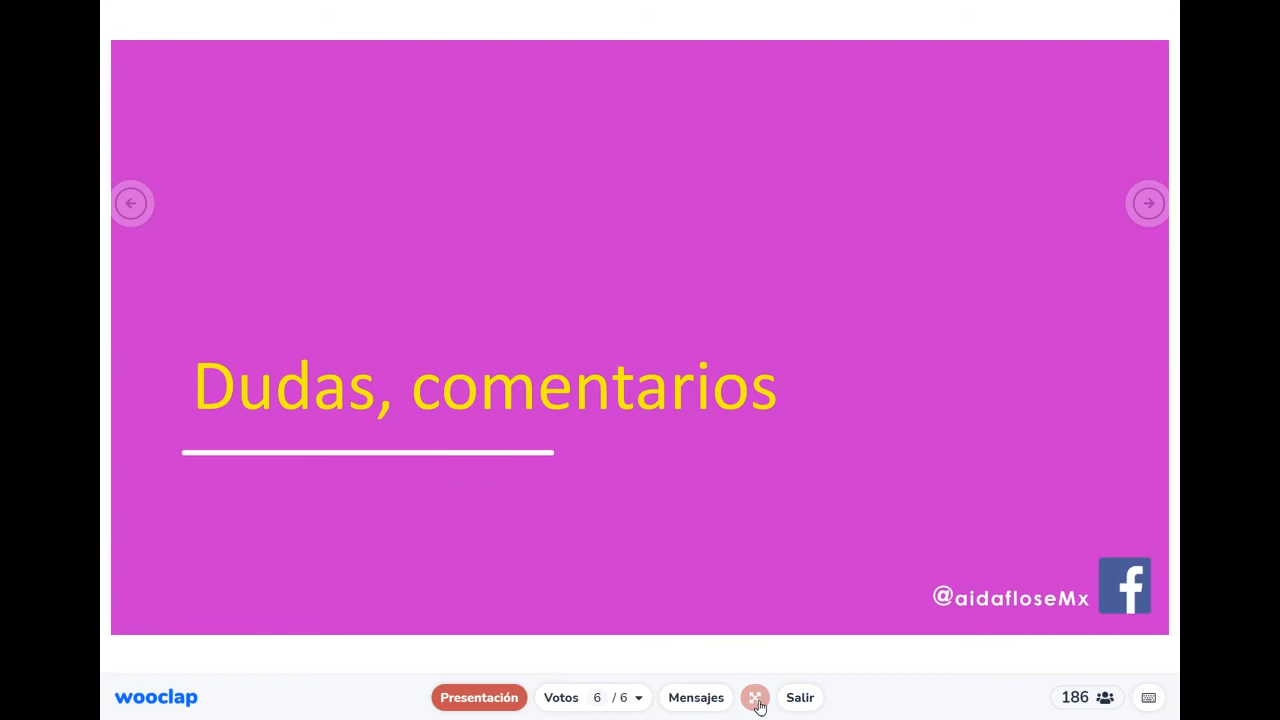 Dudas, comentarios
@aidafloseMx
wooclap
Presentación
Votos 6 / 6
Mensajes
Salir
186